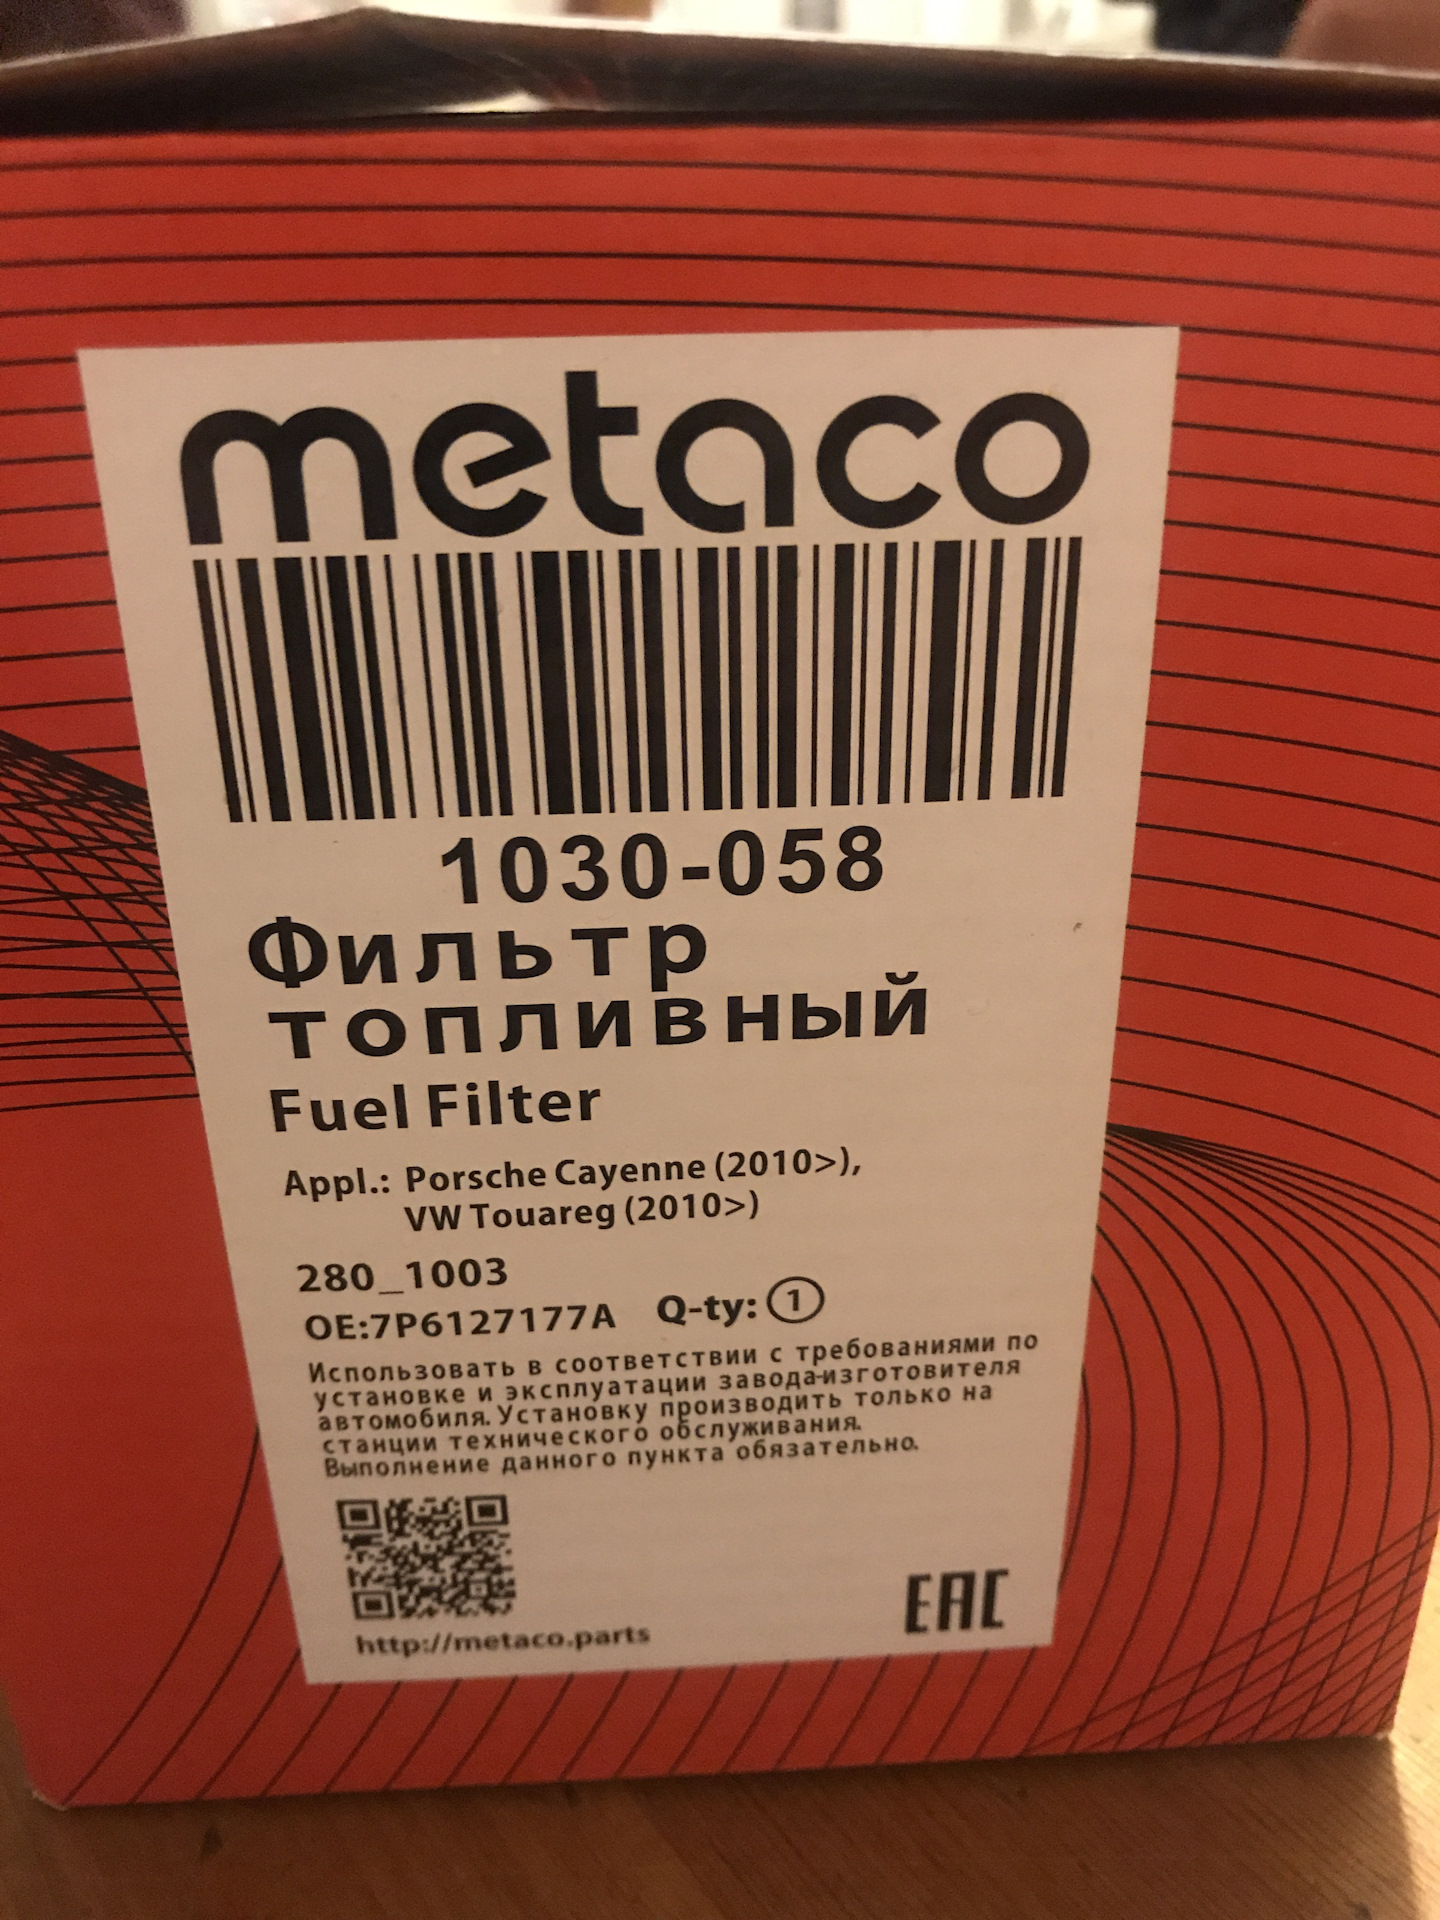 metaco
1030-058
Фильтр
топливный
Fuel Filter
Appl.: Porsche Cayenne (2010>),
VW Touareg (2010>)
280_1003
OE:7P6127177A Q-ty: 1
Использовать в соответствии с требованиями по
установке и эксплуатации завода-изготовителя
автомобиля. Установку производить только на
станции технического обслуживания.
Выполнение данного пункта обязательно.
http://metaco.parts
EAC